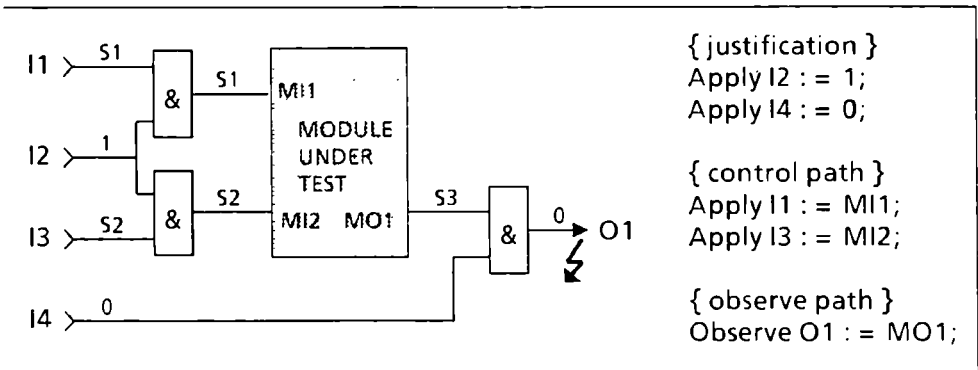 I1
S1
&
S1
MI1
MODULE
UNDER
TEST
I2
1
I3
S2
&
S2
MI2 MO1
S3
&
0
O1
I4
0
{ justification }
Apply I2 : = 1;
Apply I4 : = 0;
{ control path }
Apply I1 : = MI1;
Apply I3 : = MI2;
{ observe path }
Observe O1 : = MO1;